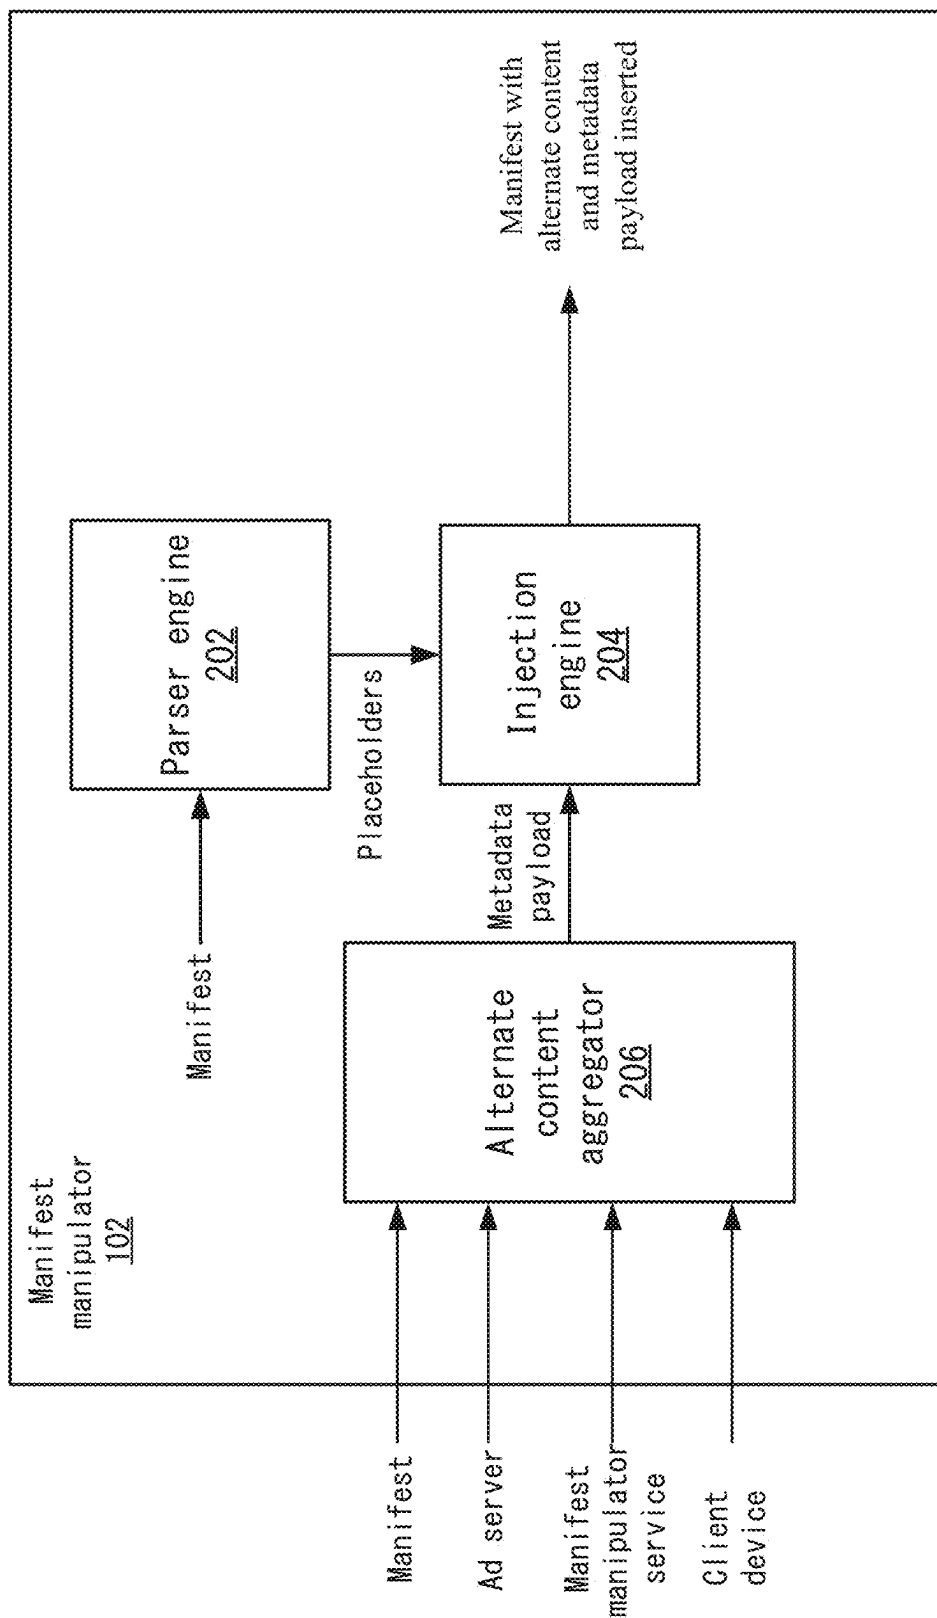 Manifest
manipulator
102
Manifest
Parser engine
202
Placeholders
Manifest
Ad server
Manifest
manipulator
service
Client
device
Alternate
content
aggregator
206
Metadata
payload
Injection
engine
204
Manifest with
alternate content
and metadata
payload inserted